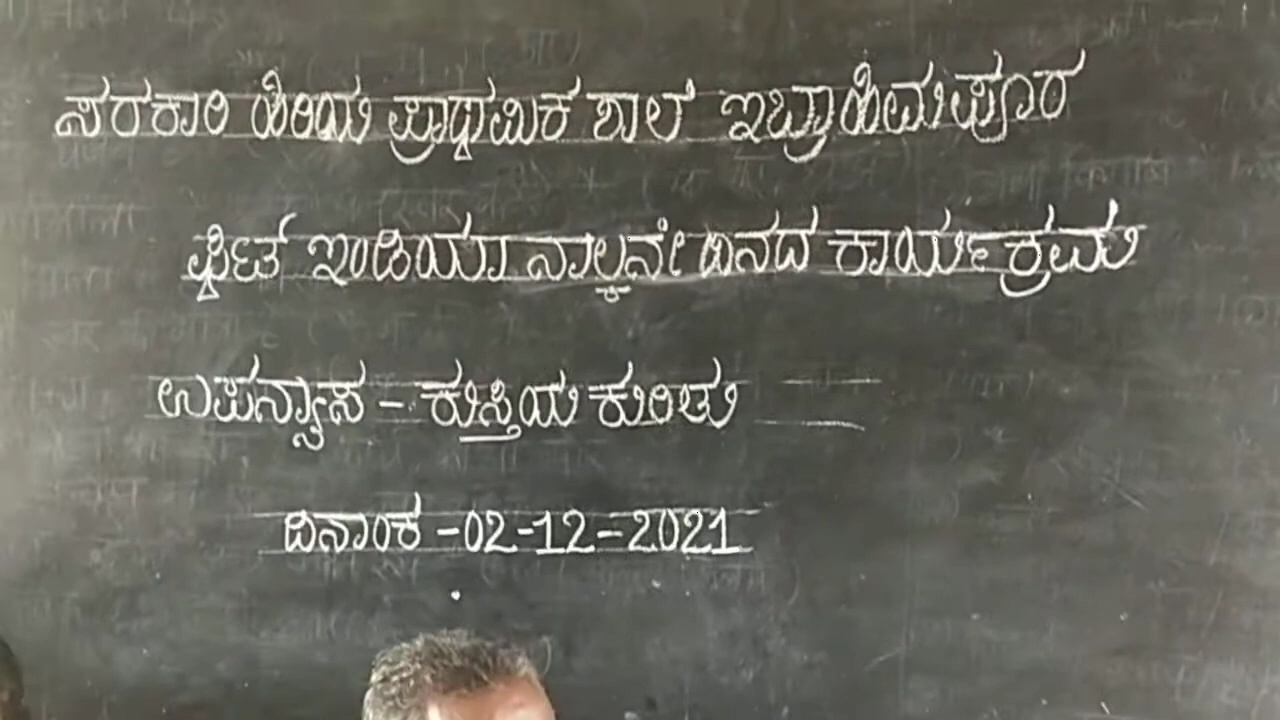 ಸರಕಾರಿ ಹಿರಿಯ ಪ್ರಾಥಮಿಕ ಶಾಲೆ ಇಬ್ರಾಹಿಮಪೂರ
ಫಿಟ್ ಇಂಡಿಯಾ ನಾಲ್ಕನೇ ದಿನದ ಕಾರ್ಯಕ್ರಮ
ಉಪನ್ಯಾಸ - ಕುಸ್ತಿಯ ಕುರಿತು
ದಿನಾಂಕ -02-12-2021